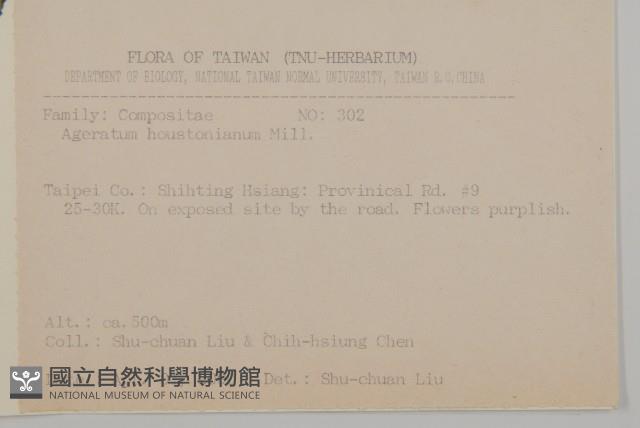 FLORA OF TAIWAN (TNU-HERBARIUM)
DEPARTMENT OF BIOLOGY, NATIONAL TAIWAN NORMAL UNIVERSITY, TAIWAN R.O.CHINA
Family: Compositae NO: 302
Ageratum houstonianum Mill.
Taipei Co.: Shihting Hsiang: Provinical Rd. #9
25-30K. On exposed site by the road. Flowers purplish.
Alt.: ca.500m
Coll.: Shu-chuan Liu & Chih-hsiung Chen
Det.: Shu-chuan Liu
國立自然科學博物館
NATIONAL MUSEUM OF NATURAL SCIENCE